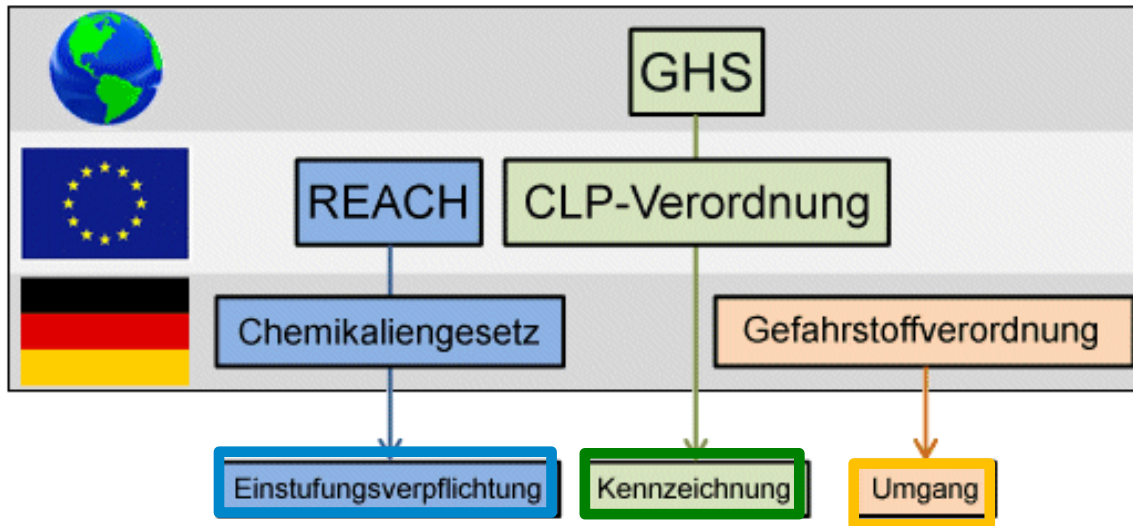 GHS
REACH
CLP-Verordnung
Chemikaliengesetz
Gefahrstoffverordnung
Einstufungsverpflichtung
Kennzeichnung
Umgang